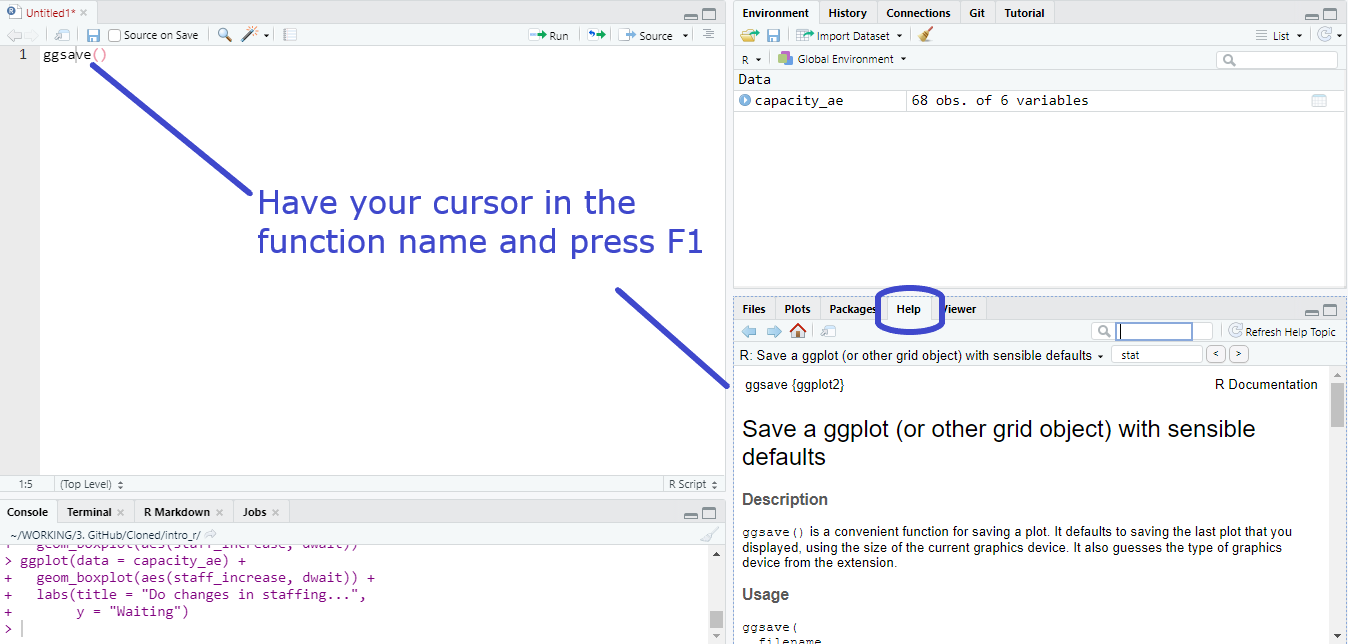 Untitled1*
Source on Save
Run
Source
1
ggsave()
Have your cursor in the
function name and press F1
1:5
(Top Level)
R Script
Console
Terminal
R Markdown
Jobs
~/WORKING/3. GitHub/Cloned/intro_r/
+   geom_boxplot(aes(staff_increase, dwait))
> ggplot(data = capacity_ae) +
+   geom_boxplot(aes(staff_increase, dwait)) +
+   labs(title = "Do changes in staffing...",
+        y = "Waiting")
>
Environment
History
Connections
Git
Tutorial
Import Dataset
List
R
Global Environment
Data
capacity_ae
68 obs. of 6 variables
Files
Plots
Packages
Help
Viewer
Refresh Help Topic
R: Save a ggplot (or other grid object) with sensible defaults
stat
<
>
ggsave {ggplot2}
R Documentation
Save a ggplot (or other grid object) with sensible
defaults
Description
ggsave() is a convenient function for saving a plot. It defaults to saving the last plot that you
displayed, using the size of the current graphics device. It also guesses the type of graphics
device from the extension.
Usage
ggsave(
filename